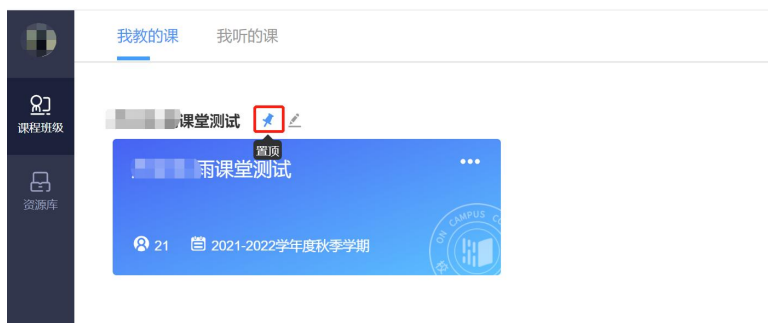 我教的课 我听的课
课程班级
资源库
课堂测试
置顶
雨课堂测试
•••
21 2021-2022学年度秋季学期
ON CAMPUS